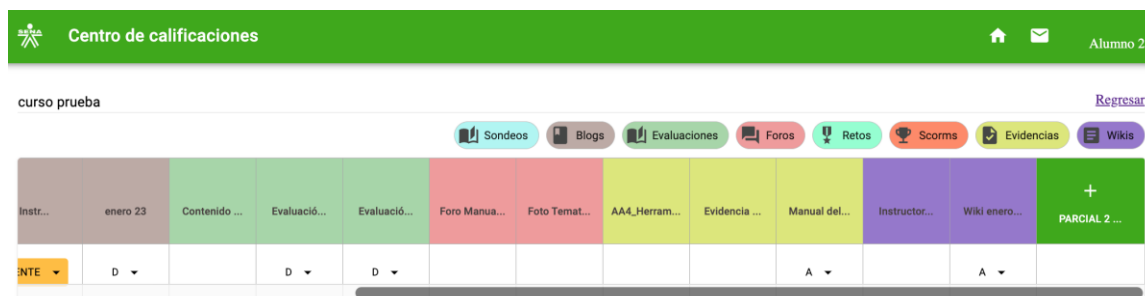 SENA
Centro de calificaciones
Alumno 2
curso prueba
Regresar
Sondeos Blogs Evaluaciones Foros Retos Scorms Evidencias Wikis
Instr... enero 23 Contenido ... Evaluació... Evaluació... Foro Manua... Foto Temat... AA4_Herram... Evidencia ... Manual del... Instructor... Wiki enero... + PARCIAL 2 ...
ENTE D D D A A